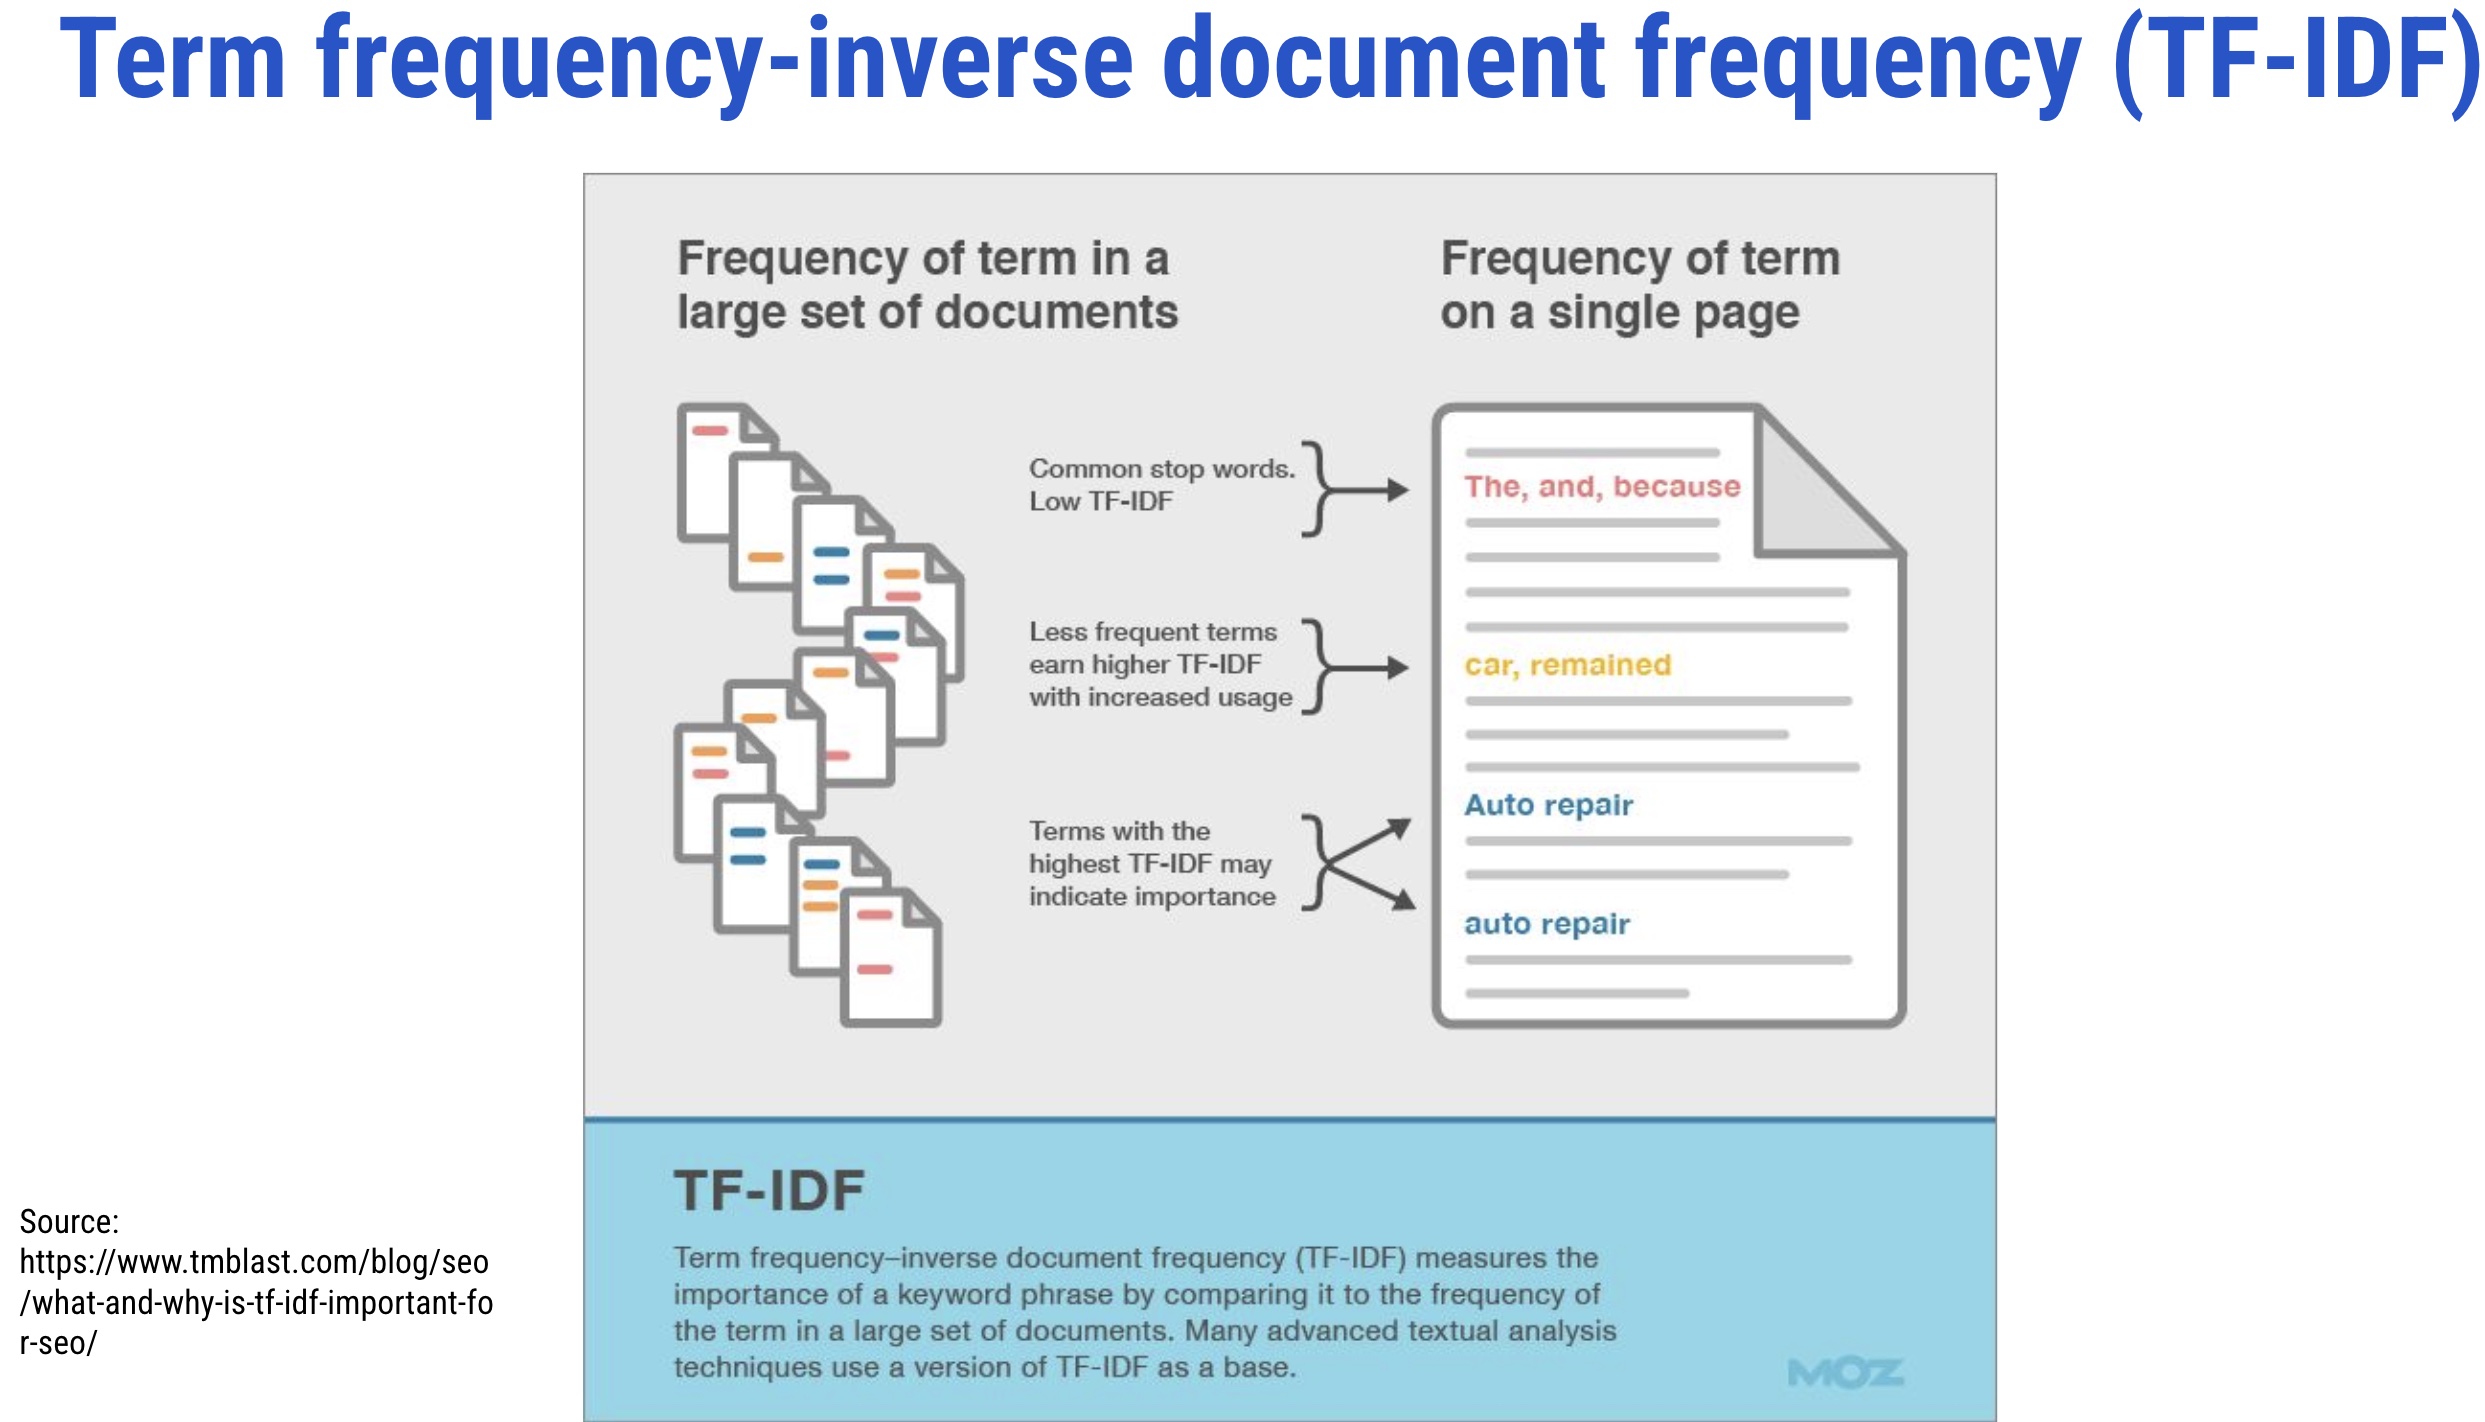 Term frequency-inverse document frequency (TF-IDF)
Frequency of term in a
large set of documents
Frequency of term
on a single page
Common stop words.
Low TF-IDF
The, and, because
Less frequent terms
earn higher TF-IDF
with increased usage
car, remained
Terms with the
highest TF-IDF may
indicate importance
Auto repair
auto repair
TF-IDF
Term frequency–inverse document frequency (TF-IDF) measures the
importance of a keyword phrase by comparing it to the frequency of
the term in a large set of documents. Many advanced textual analysis
techniques use a version of TF-IDF as a base.
MOZ
Source:
https://www.tmblast.com/blog/seo
/what-and-why-is-tf-idf-important-fo
r-seo/